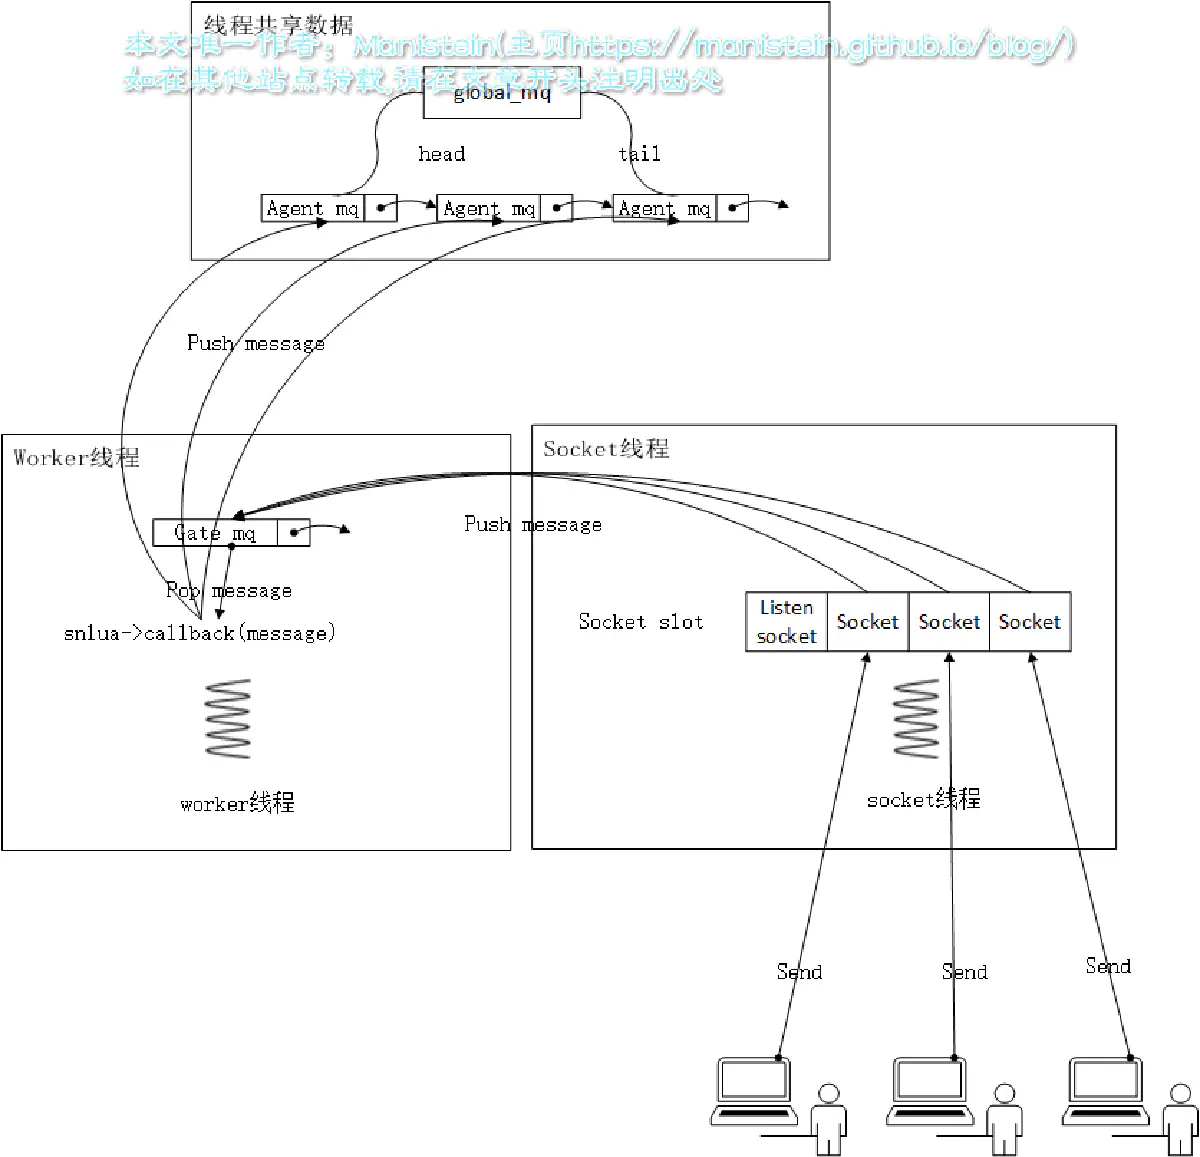 线程共享数据
本文唯一作者：Manistein(主页https://manistein.github.io/blog/)
如在其他站点转载,请在文章开头注明出处
global_mq
head
tail
Agent mq
Agent mq
Agent mq
Push message
Worker线程
Socket线程
Gate mq
Push message
Pop message
snlua->callback(message)
Socket slot
Listen
socket
Socket
Socket
Socket
worker线程
socket线程
Send
Send
Send